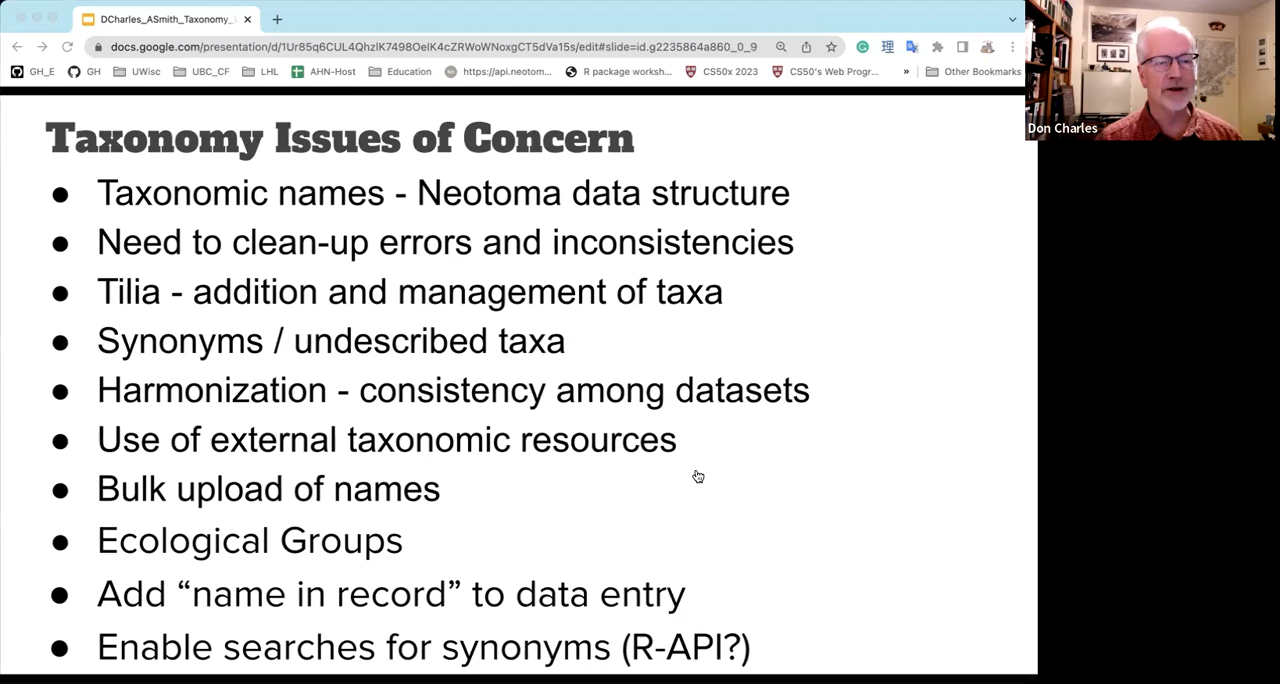 DCharles_ASmith_Taxonomy_
docs.google.com/presentation/d/1Ur85q6CUL4QhzlK7498OelK4cZRWoWNoxgCT5dVa15s/edit#slide=id.g2235864a860_0_9
GH_E
GH
UWisc
UBC_CF
LHL
AHN-Host
Education
https://api.neotom...
R package worksh...
CS50x 2023
CS50's Web Progr...
»
Other Bookmarks
Don Charles
Taxonomy Issues of Concern
● Taxonomic names - Neotoma data structure
● Need to clean-up errors and inconsistencies
● Tilia - addition and management of taxa
● Synonyms / undescribed taxa
● Harmonization - consistency among datasets
● Use of external taxonomic resources
● Bulk upload of names
● Ecological Groups
● Add “name in record” to data entry
● Enable searches for synonyms (R-API?)